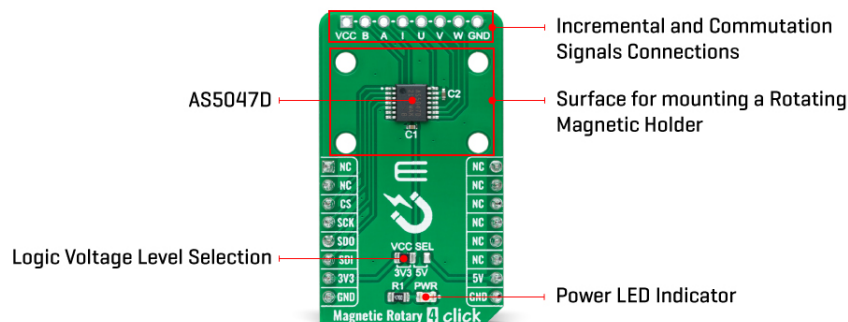 VCC B A I U V W GND
Incremental and Commutation
Signals Connections
AS5047D
C2
C1
Surface for mounting a Rotating
Magnetic Holder
NC
NC
CS
SCK
SDO
SDI
3V3
GND
NC
NC
NC
NC
NC
NC
5V
GND
Logic Voltage Level Selection
VCC SEL
3V3 5V
R1 PWR
Power LED Indicator
Magnetic Rotary 4 click